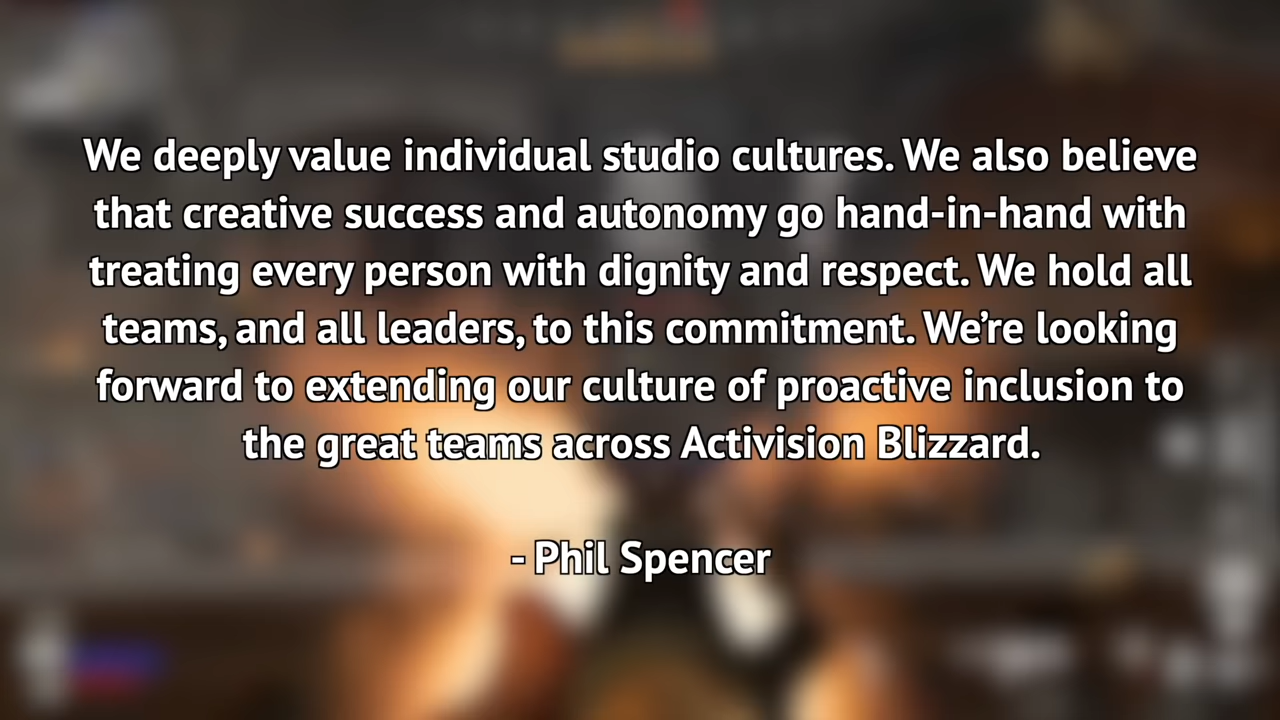 We deeply value individual studio cultures. We also believe
that creative success and autonomy go hand-in-hand with
treating every person with dignity and respect. We hold all
teams, and all leaders, to this commitment. We’re looking
forward to extending our culture of proactive inclusion to
the great teams across Activision Blizzard.
- Phil Spencer